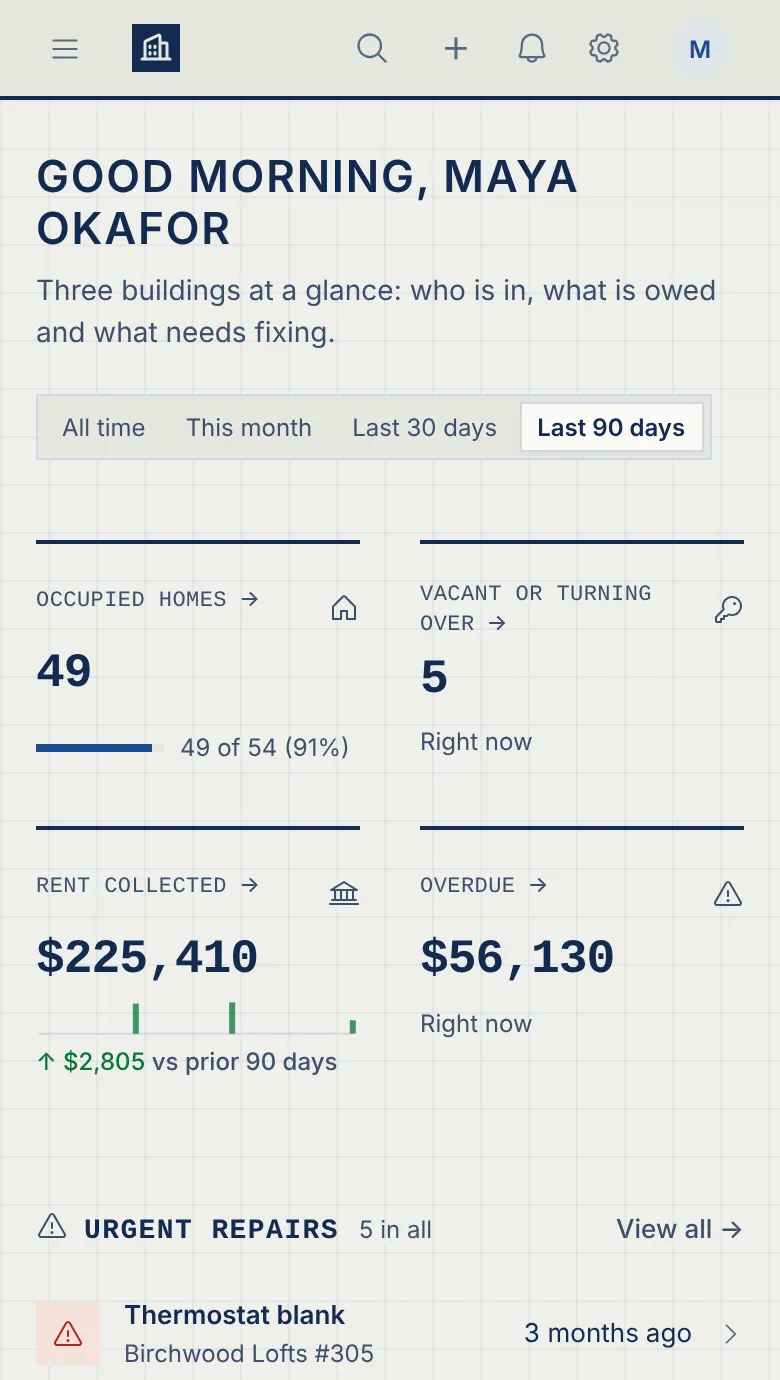 M
GOOD MORNING, MAYA
OKAFOR
Three buildings at a glance: who is in, what is owed
and what needs fixing.
All time This month Last 30 days Last 90 days
OCCUPIED HOMES →
49
49 of 54 (91%)
VACANT OR TURNING
OVER →
5
Right now
RENT COLLECTED →
$225,410
↑ $2,805 vs prior 90 days
OVERDUE →
$56,130
Right now
URGENT REPAIRS 5 in all View all →
Thermostat blank
Birchwood Lofts #305
3 months ago